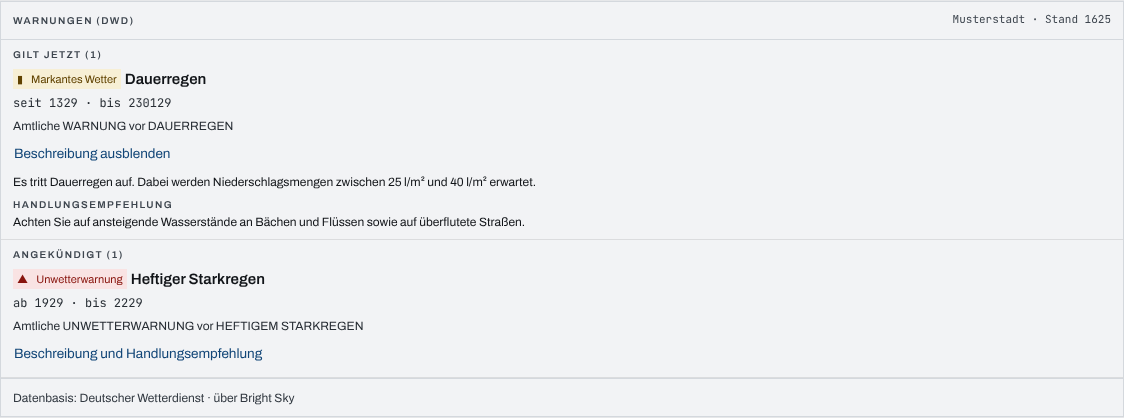 WARNUNGEN (DWD)
Musterstadt · Stand 1625
GILT JETZT (1)
Markantes Wetter Dauerregen
seit 1329 · bis 230129
Amtliche WARNUNG vor DAUERREGEN
Beschreibung ausblenden
Es tritt Dauerregen auf. Dabei werden Niederschlagsmengen zwischen 25 l/m² und 40 l/m² erwartet.
HANDLUNGSEMPFEHLUNG
Achten Sie auf ansteigende Wasserstände an Bächen und Flüssen sowie auf überflutete Straßen.
ANGEKÜNDIGT (1)
Unwetterwarnung Heftiger Starkregen
ab 1929 · bis 2229
Amtliche UNWETTERWARNUNG vor HEFTIGEM STARKREGEN
Beschreibung und Handlungsempfehlung
Datenbasis: Deutscher Wetterdienst · über Bright Sky